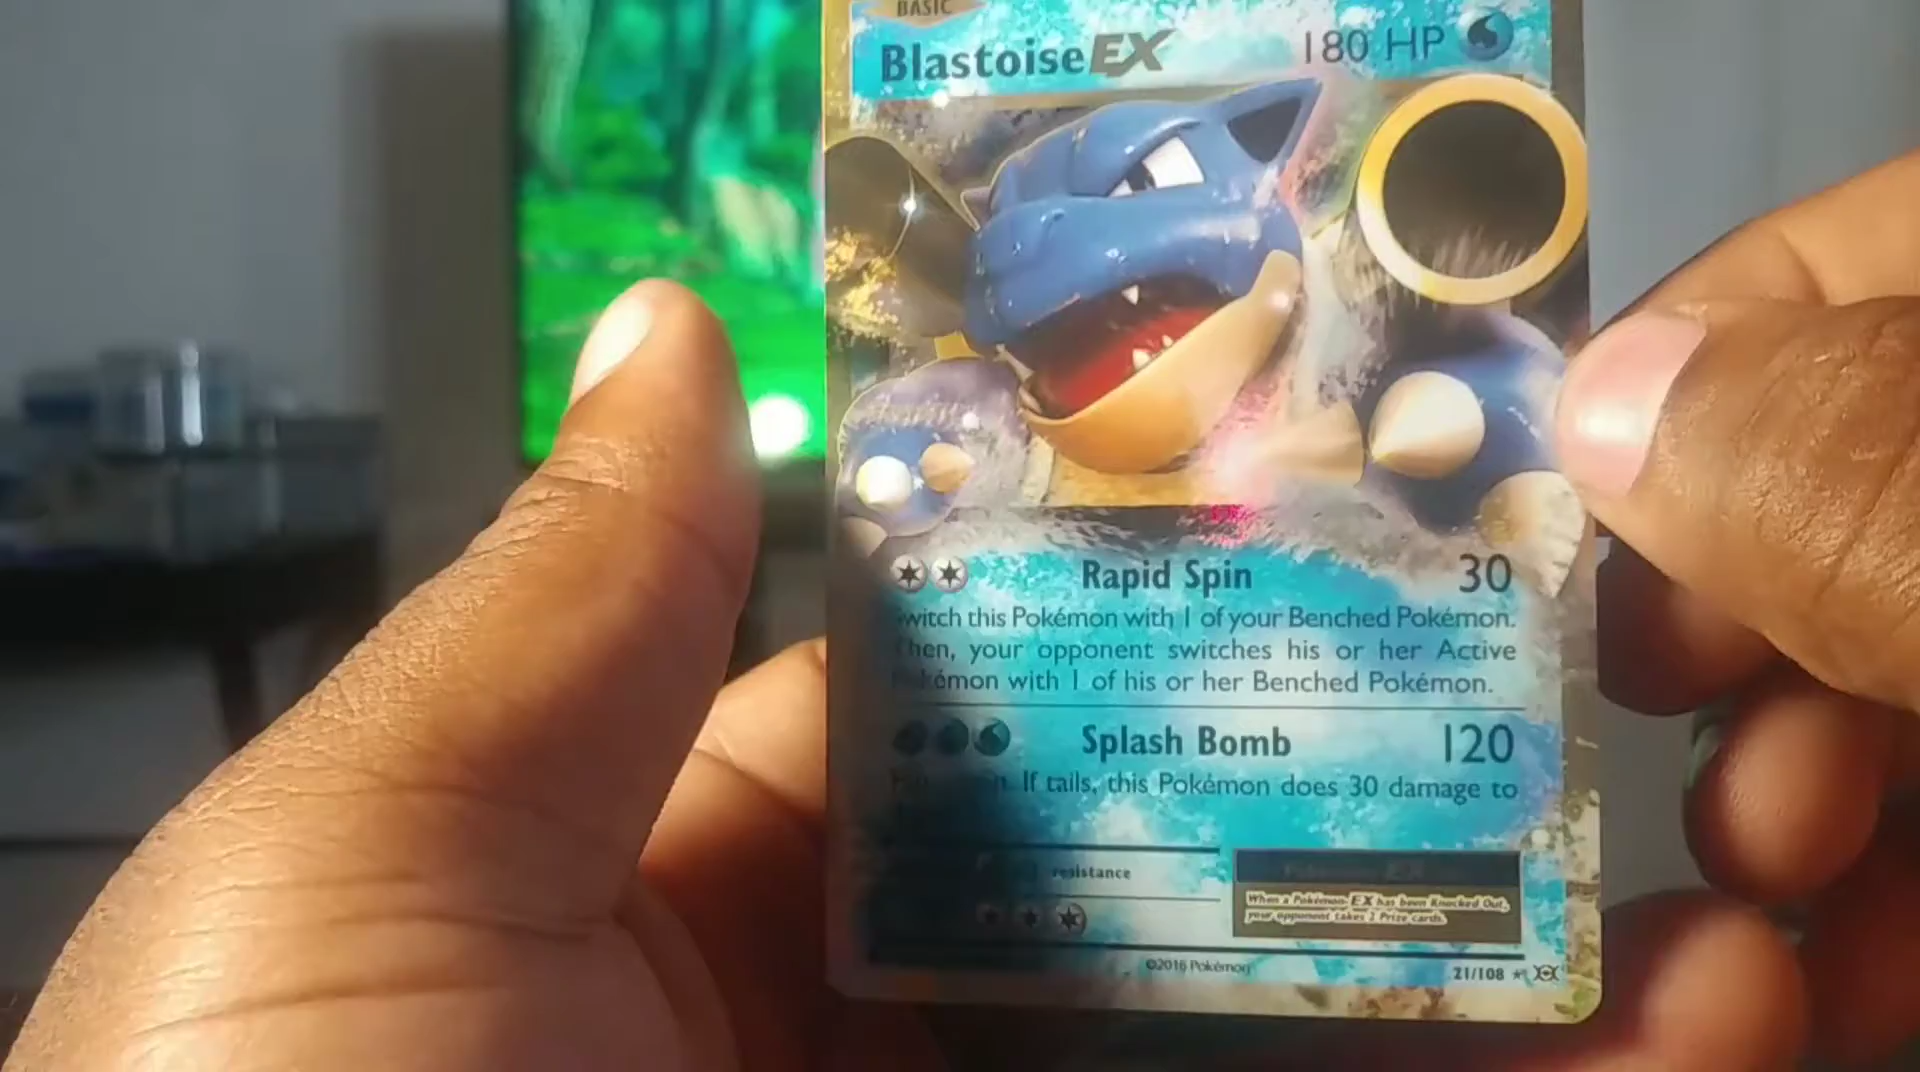 BASIC
Blastoise EX 180 HP
Rapid Spin 30
witch this Pokémon with 1 of your Benched Pokémon.
hen, your opponent switches his or her Active
kémon with 1 of his or her Benched Pokémon.
Splash Bomb 120
If tails, this Pokémon does 30 damage to
resistance
When a Pokémon-EX has been Knocked Out,
your opponent takes 2 Prize cards.
©2016 Pokémon
21/108